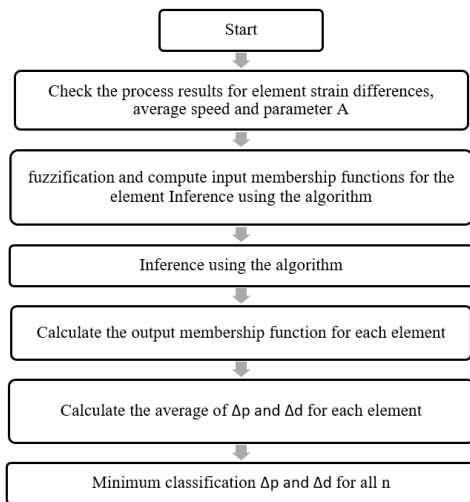 Start
Check the process results for element strain differences,
average speed and parameter A
fuzzification and compute input membership functions for the
element Inference using the algorithm
Inference using the algorithm
Calculate the output membership function for each element
Calculate the average of Δp and Δd for each element
Minimum classification Δp and Δd for all n